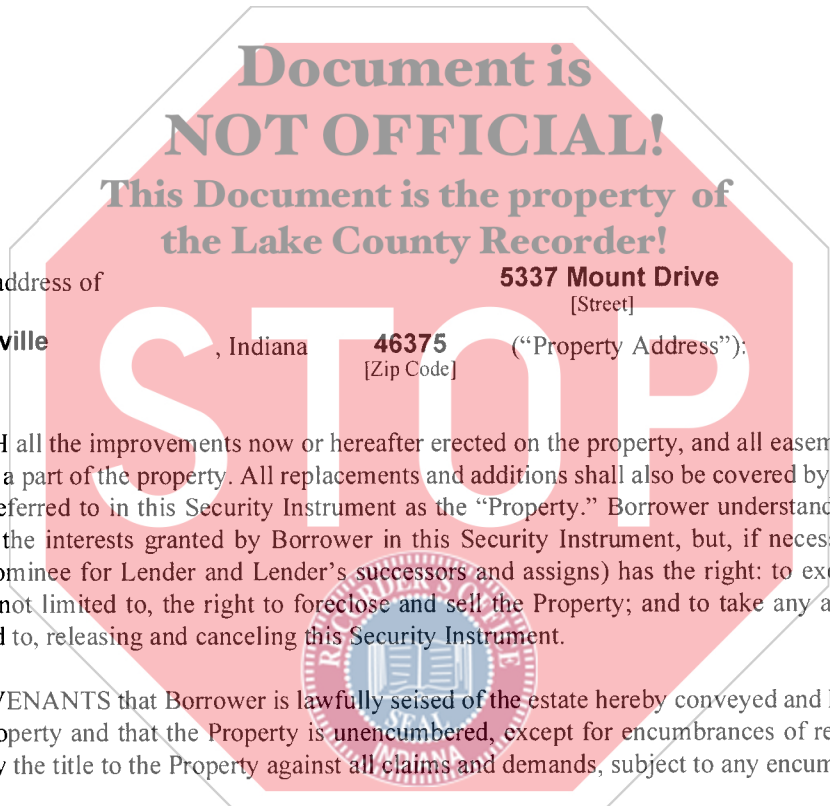 Document is
NOT OFFICIAL!
This Document is the property of
the Lake County Recorder!
address of 5337 Mount Drive
[Street]
ville , Indiana 46375 (“Property Address”):
[Zip Code]
STOP
H all the improvements now or hereafter erected on the property, and all easem
a part of the property. All replacements and additions shall also be covered by
eferred to in this Security Instrument as the “Property.” Borrower understand
the interests granted by Borrower in this Security Instrument, but, if necess
ominee for Lender and Lender’s successors and assigns) has the right: to exe
not limited to, the right to foreclose and sell the Property; and to take any a
d to, releasing and canceling this Security Instrument.
RECORDER'S OFFICE
SEAL
INDIANA
VENANTS that Borrower is lawfully seised of the estate hereby conveyed and
operty and that the Property is unencumbered, except for encumbrances of re
y the title to the Property against all claims and demands, subject to any encum